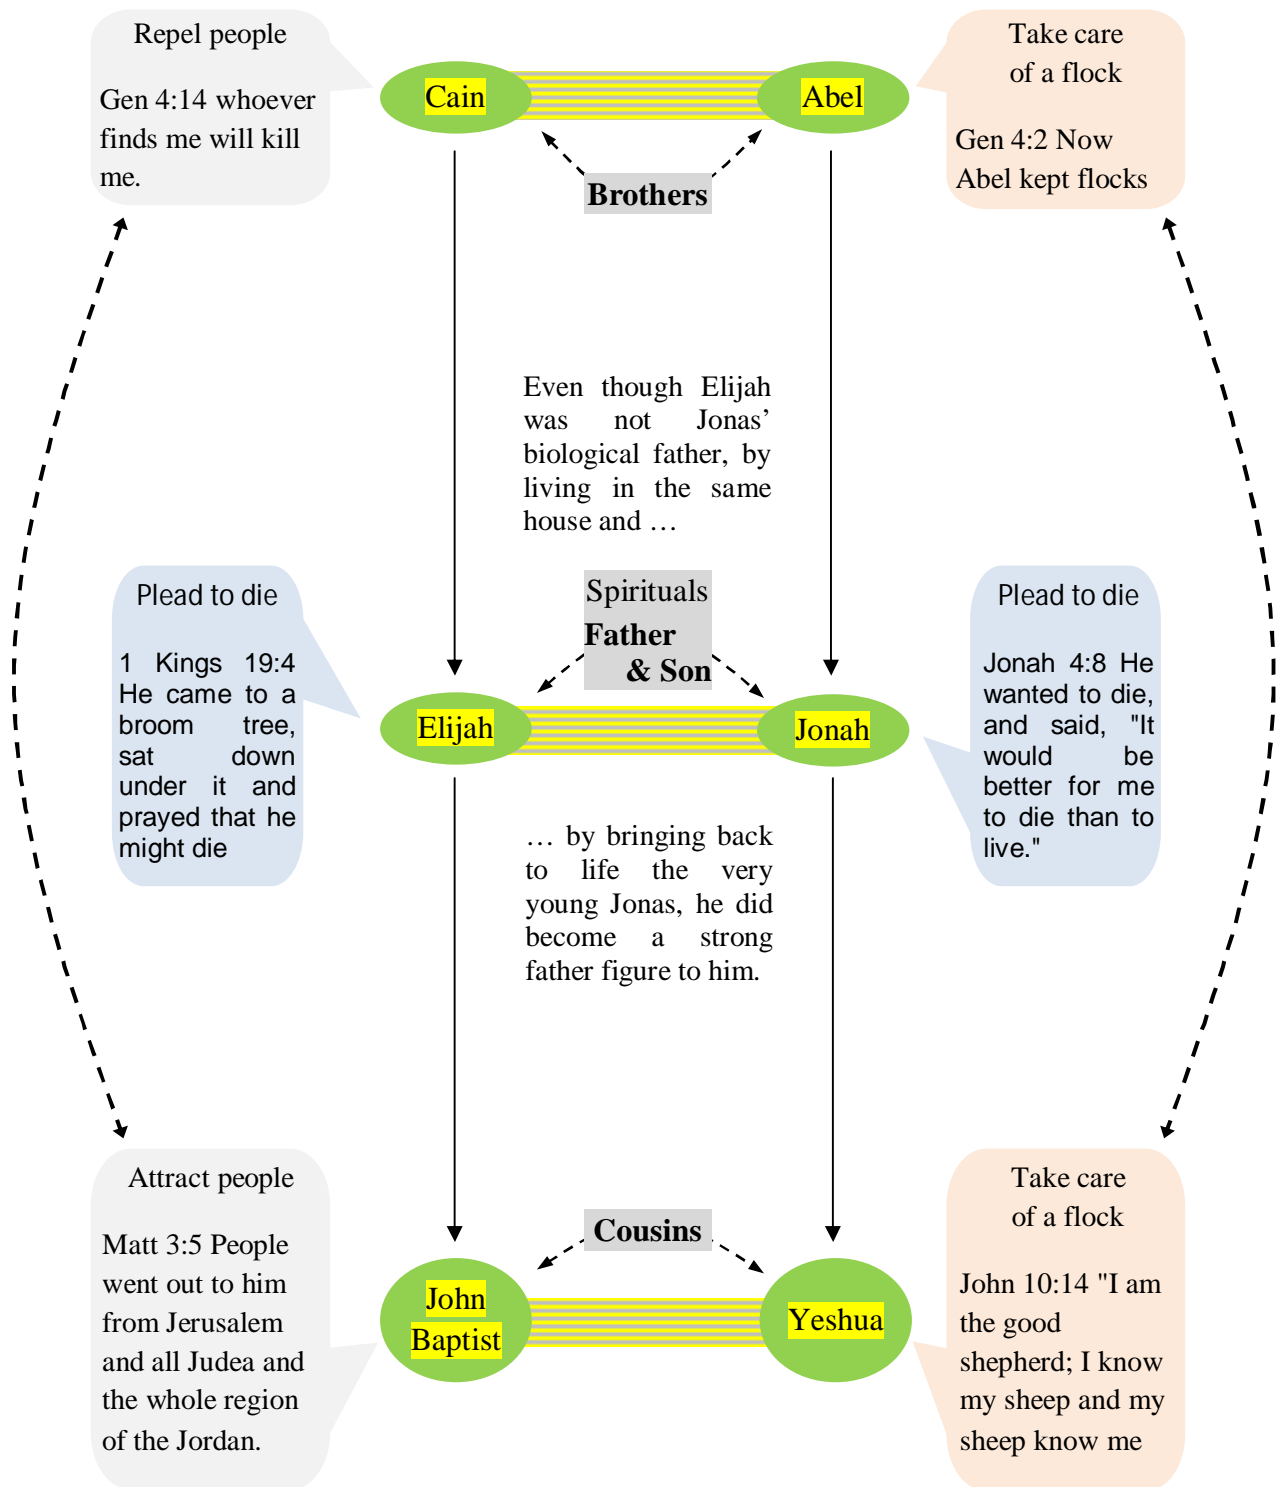 Repel people
Gen 4:14 whoever
finds me will kill
me.
Cain
Abel
Take care
of a flock
Gen 4:2 Now
Abel kept flocks
Brothers
Even though Elijah
was not Jonas’
biological father, by
living in the same
house and …
Plead to die
1 Kings 19:4
He came to a
broom tree,
sat down
under it and
prayed that he
might die
Spirituals
Father
& Son
Elijah
Jonah
Plead to die
Jonah 4:8 He
wanted to die,
and said, "It
would be
better for me
to die than to
live."
… by bringing back
to life the very
young Jonas, he did
become a strong
father figure to him.
Attract people
Matt 3:5 People
went out to him
from Jerusalem
and all Judea and
the whole region
of the Jordan.
Cousins
John
Baptist
Yeshua
Take care
of a flock
John 10:14 "I am
the good
shepherd; I know
my sheep and my
sheep know me